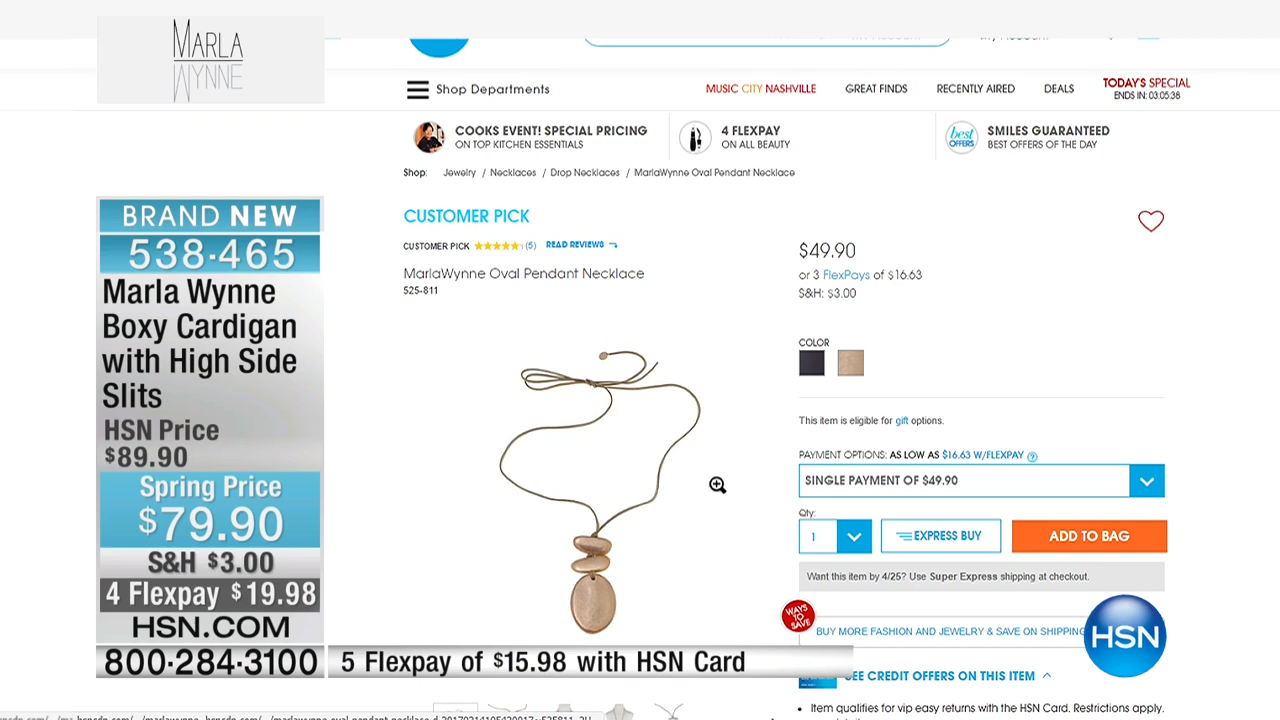 MARLA
WYNNE
Shop Departments
MUSIC CITY NASHVILLE
GREAT FINDS
RECENTLY AIRED
DEALS
TODAY'S SPECIAL
ENDS IN: 03:05:38
COOKS EVENT! SPECIAL PRICING
ON TOP KITCHEN ESSENTIALS
4 FLEXPAY
ON ALL BEAUTY
best
OFFERS
SMILES GUARANTEED
BEST OFFERS OF THE DAY
Shop: Jewelry / Necklaces / Drop Necklaces / MarlaWynne Oval Pendant Necklace
BRAND NEW
538-465
Marla Wynne
Boxy Cardigan
with High Side
Slits
HSN Price
$89.90
Spring Price
$79.90
S&H $3.00
4 Flexpay $19.98
HSN.COM
800-284-3100
5 Flexpay of $15.98 with HSN Card
CUSTOMER PICK
CUSTOMER PICK (5) READ REVIEWS
MarlaWynne Oval Pendant Necklace
525-811
$49.90
or 3 FlexPays of $16.63
S&H: $3.00
COLOR
This item is eligible for gift options.
PAYMENT OPTIONS: AS LOW AS $16.63 W/FLEXPAY ?
SINGLE PAYMENT OF $49.90
Qty:
1
EXPRESS BUY
ADD TO BAG
Want this item by 4/25? Use Super Express shipping at checkout.
WAYS
TO
SAVE
BUY MORE FASHION AND JEWELRY & SAVE ON SHIPPING
HSN
SEE CREDIT OFFERS ON THIS ITEM
• Item qualifies for vip easy returns with the HSN Card. Restrictions apply.